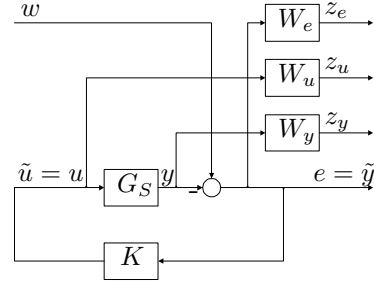 w
W_e z_e
W_u z_u
W_y z_y
ũ = u G_S y - e = ỹ
K